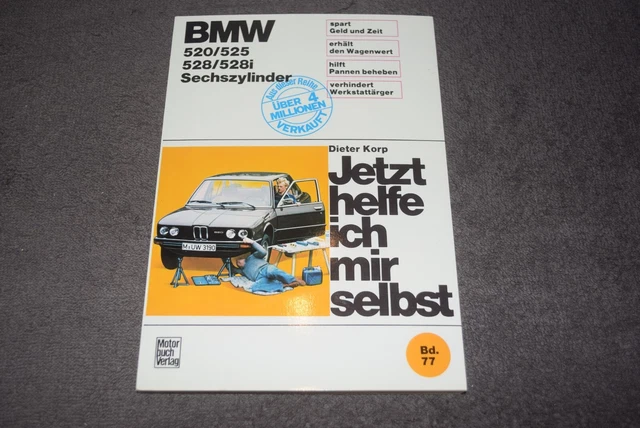 BMW
520/525
528/528i
Sechszylinder
spart
Geld und Zeit
erhält
den Wagenwert
hilft
Pannen beheben
verhindert
Werkstattärger
Aus dieser Reihe
ÜBER 4
MILLIONEN
VERKAUFT
Dieter Korp
Jetzt
helfe
ich
mir
selbst
M-UW 3190
Motor
buch
Verlag
Bd.
77